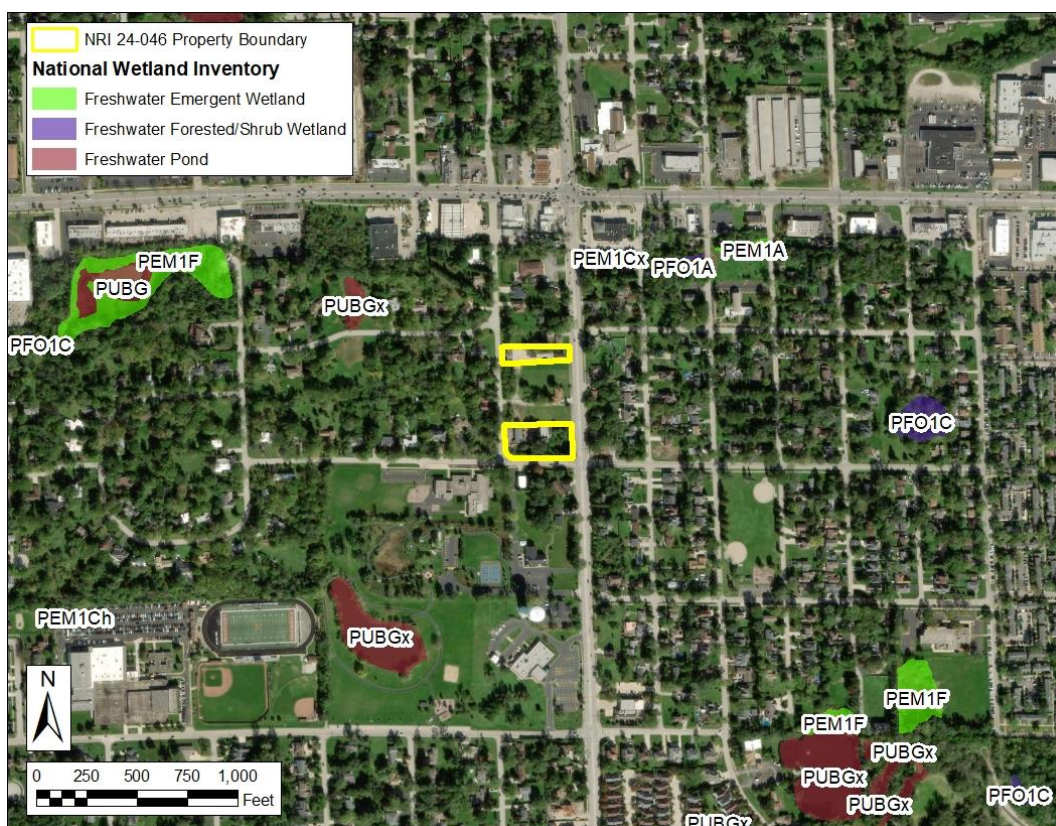 NRI 24-046 Property Boundary
National Wetland Inventory
Freshwater Emergent Wetland
Freshwater Forested/Shrub Wetland
Freshwater Pond
PEM1F
PUBG
PFO1C
PUBGx
PEM1Cx
PFO1A
PEM1A
PFO1C
PEM1Ch
PUBGx
PEM1F
PEM1F
PUBGx
PUBGx
PUBGx
PFO1C
PUBGx
N
0 250 500 750 1,000
Feet